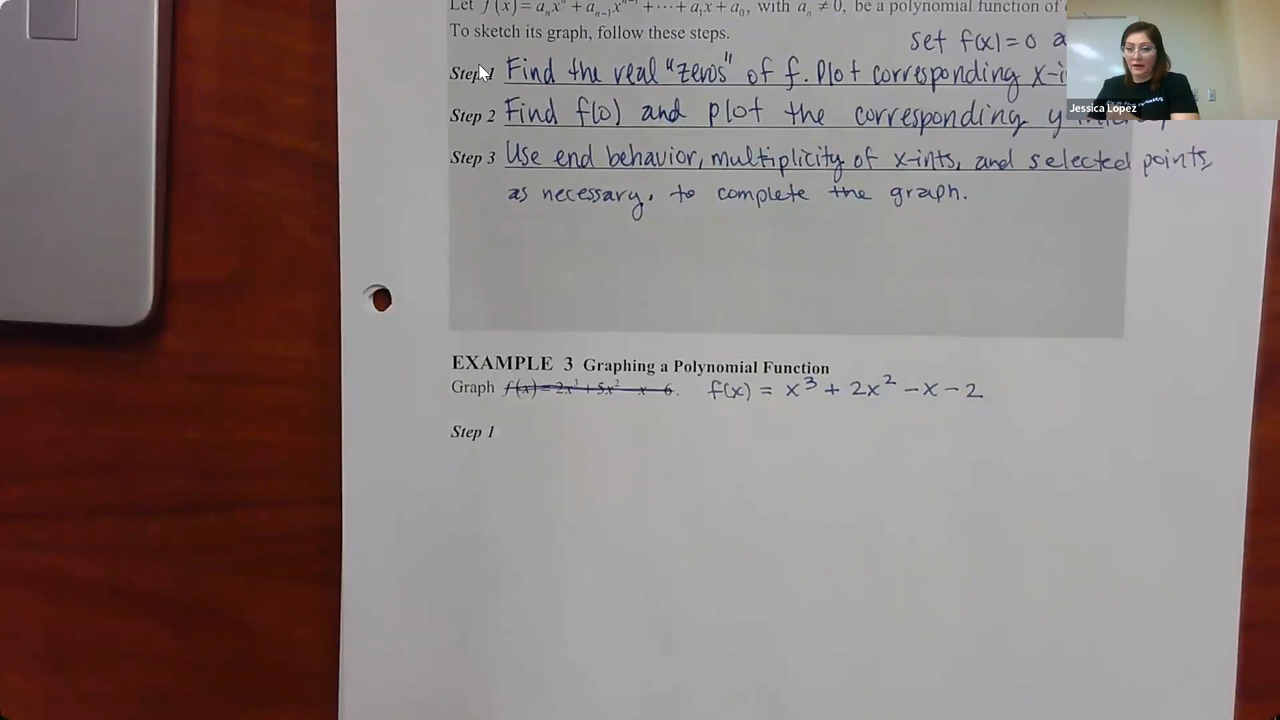 Let f(x) = aₙxⁿ + aₙ₋₁xⁿ⁻¹ + ⋯ + a₁x + a₀, with aₙ ≠ 0, be a polynomial function of
To sketch its graph, follow these steps.
set f(x) = 0
Step 1 Find the real "zeros" of f. Plot corresponding
Jessica Lopez
Step 2 Find f(0) and plot the corresponding y
Step 3 Use end behavior, multiplicity of x-ints, and selected points,
as necessary, to complete the graph.
EXAMPLE 3 Graphing a Polynomial Function
Graph f(x) = 2x³ + 5x² − x − 6. f(x) = x³ + 2x² − x − 2
Step 1